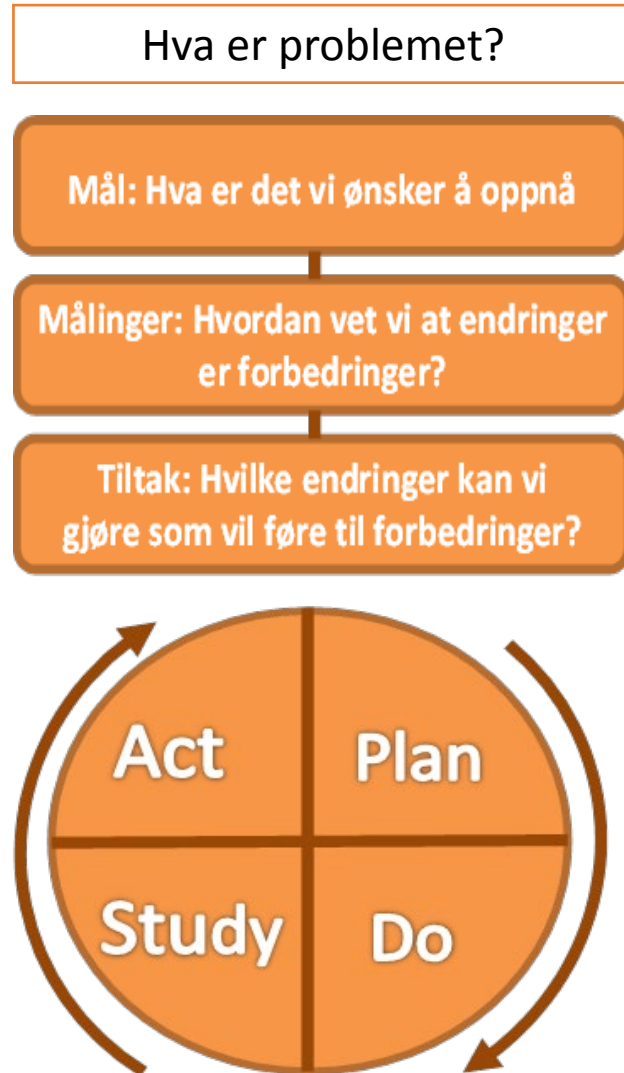 Hva er problemet?
Mål: Hva er det vi ønsker å oppnå
Målinger: Hvordan vet vi at endringer
er forbedringer?
Tiltak: Hvilke endringer kan vi
gjøre som vil føre til forbedringer?
Act
Plan
Study
Do